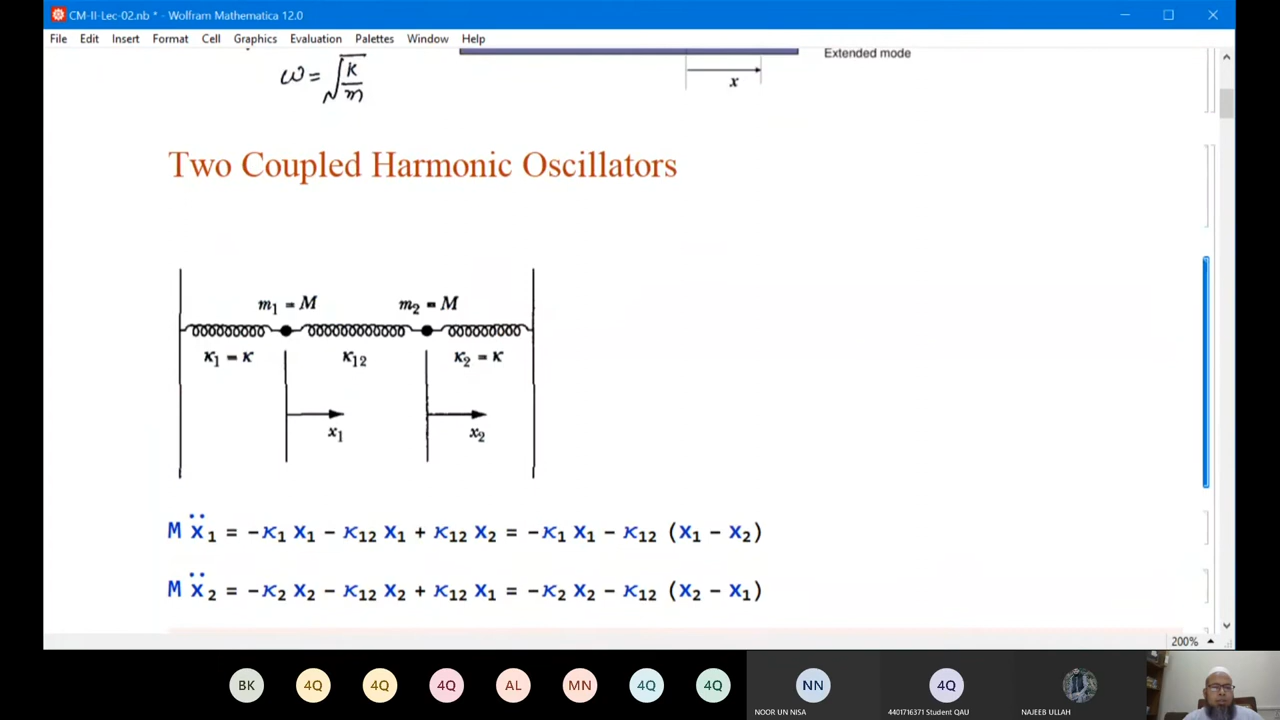 CM-II-Lec-02.nb * - Wolfram Mathematica 12.0
File Edit Insert Format Cell Graphics Evaluation Palettes Window Help
ω = √k/m
Extended mode
x
Two Coupled Harmonic Oscillators
m₁ = M m₂ = M
κ₁ = κ κ₁₂ κ₂ = κ
x₁ x₂
M ẍ₁ = -κ₁ x₁ - κ₁₂ x₁ + κ₁₂ x₂ = -κ₁ x₁ - κ₁₂ (x₁ - x₂)
M ẍ₂ = -κ₂ x₂ - κ₁₂ x₂ + κ₁₂ x₁ = -κ₂ x₂ - κ₁₂ (x₂ - x₁)
200%
BK 4Q 4Q 4Q AL MN 4Q 4Q NN 4Q
NOOR UN NISA 4401716371 Student QAU NAJEEB ULLAH